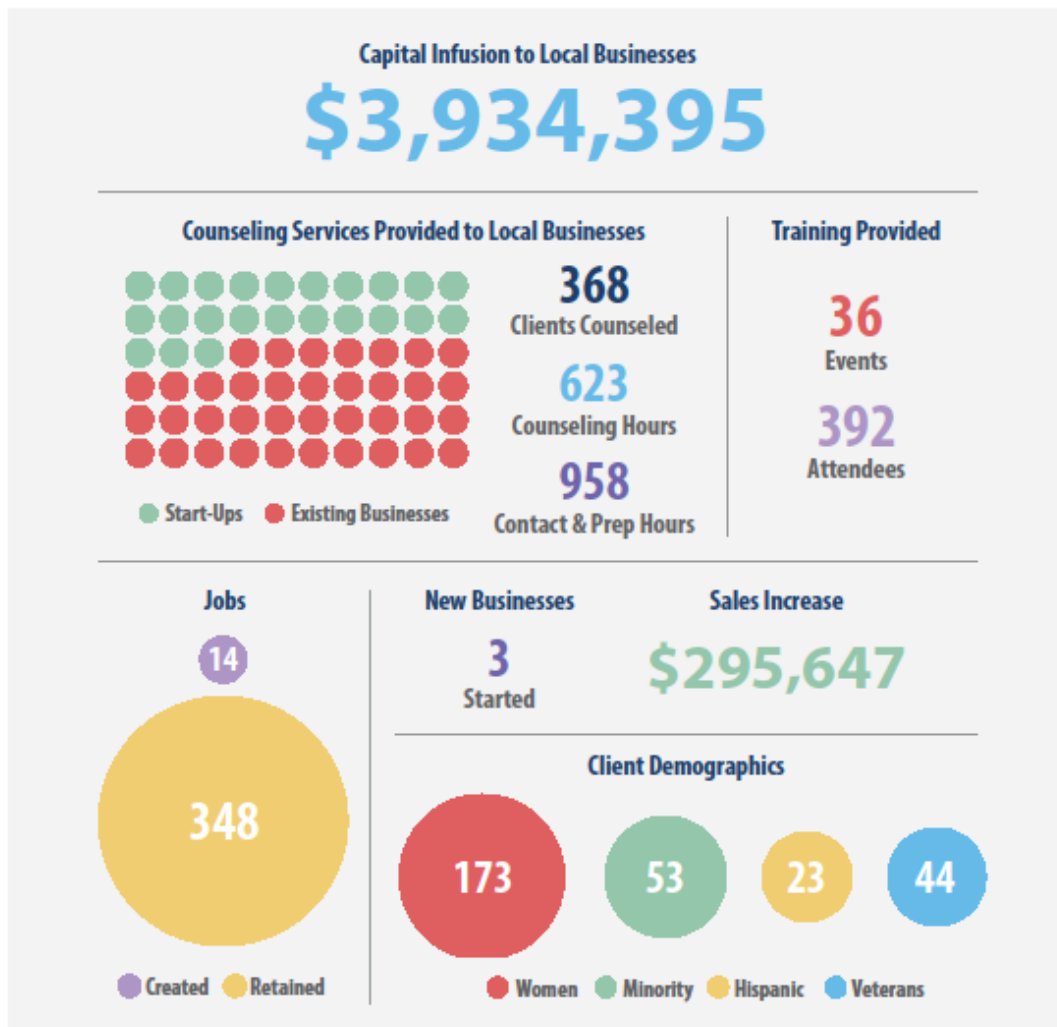 Capital Infusion to Local Businesses
$3,934,395
Counseling Services Provided to Local Businesses
368
Clients Counseled
623
Counseling Hours
958
Contact & Prep Hours
Start-Ups
Existing Businesses
Training Provided
36
Events
392
Attendees
Jobs
14
348
Created
Retained
New Businesses
3
Started
Sales Increase
$295,647
Client Demographics
173
53
23
44
Women
Minority
Hispanic
Veterans